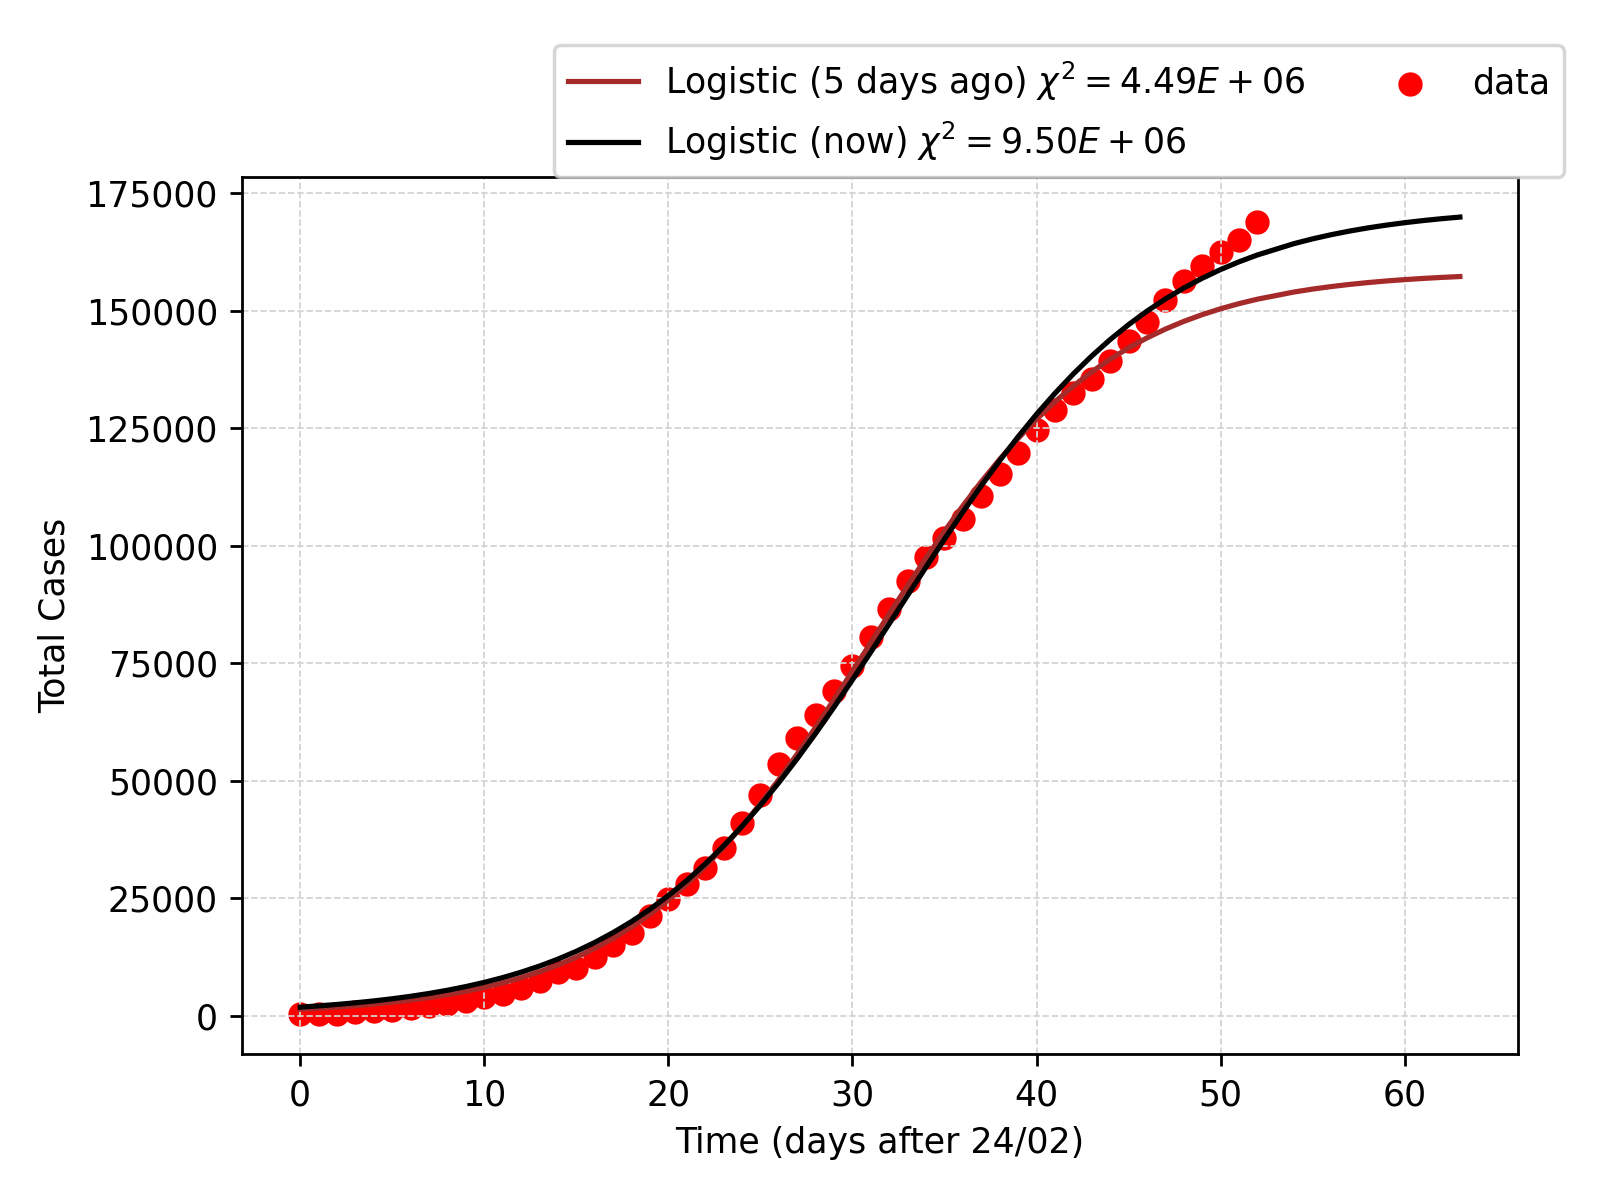 Logistic (5 days ago) χ² = 4.49E + 06
Logistic (now) χ² = 9.50E + 06
data
175000
150000
125000
100000
75000
50000
25000
0
Total Cases
0 10 20 30 40 50 60
Time (days after 24/02)